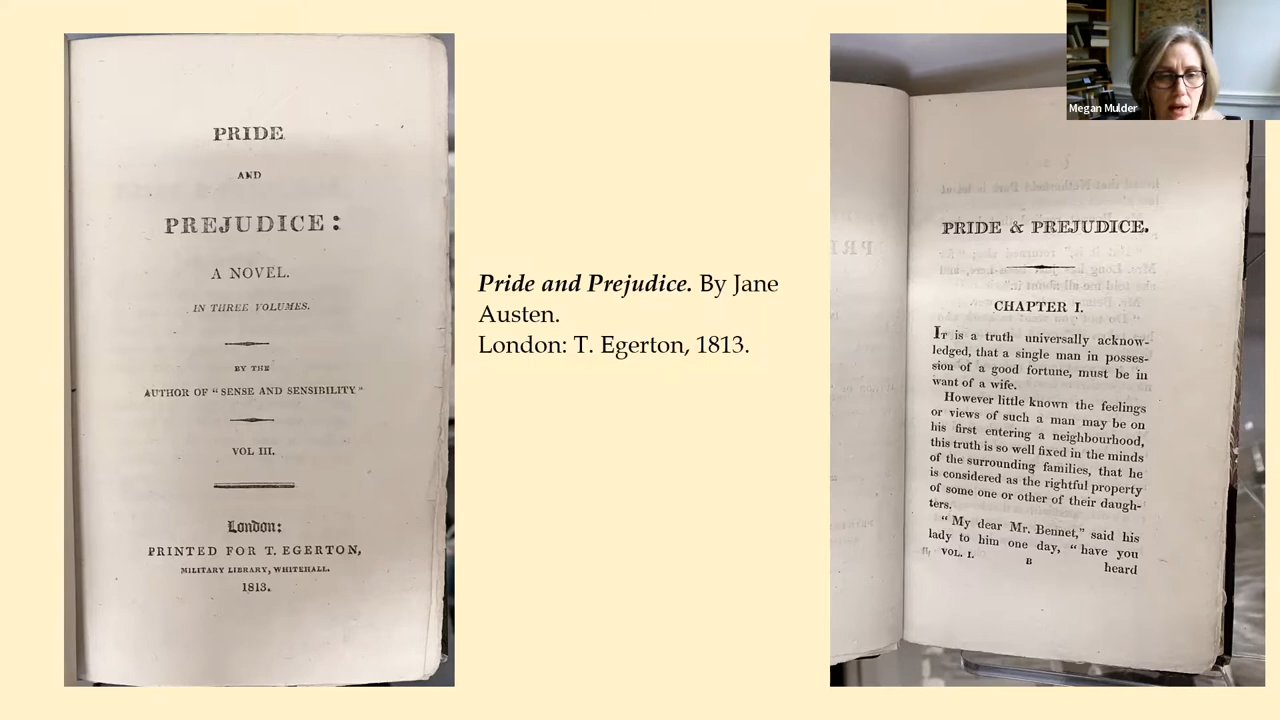 PRIDE
AND
PREJUDICE:
A NOVEL.
IN THREE VOLUMES.
BY THE
AUTHOR OF "SENSE AND SENSIBILITY"
VOL III.
London:
PRINTED FOR T. EGERTON,
MILITARY LIBRARY, WHITEHALL.
1813.
Pride and Prejudice. By Jane
Austen.
London: T. Egerton, 1813.
Megan Mulder
PRIDE & PREJUDICE.
CHAPTER I.
IT is a truth universally acknow-
ledged, that a single man in posses-
sion of a good fortune, must be in
want of a wife.
However little known the feelings
or views of such a man may be on
his first entering a neighbourhood,
this truth is so well fixed in the minds
of the surrounding families, that he
is considered as the rightful property
of some one or other of their daugh-
ters.
"My dear Mr. Bennet," said his
lady to him one day, "have you
VOL. I. B heard